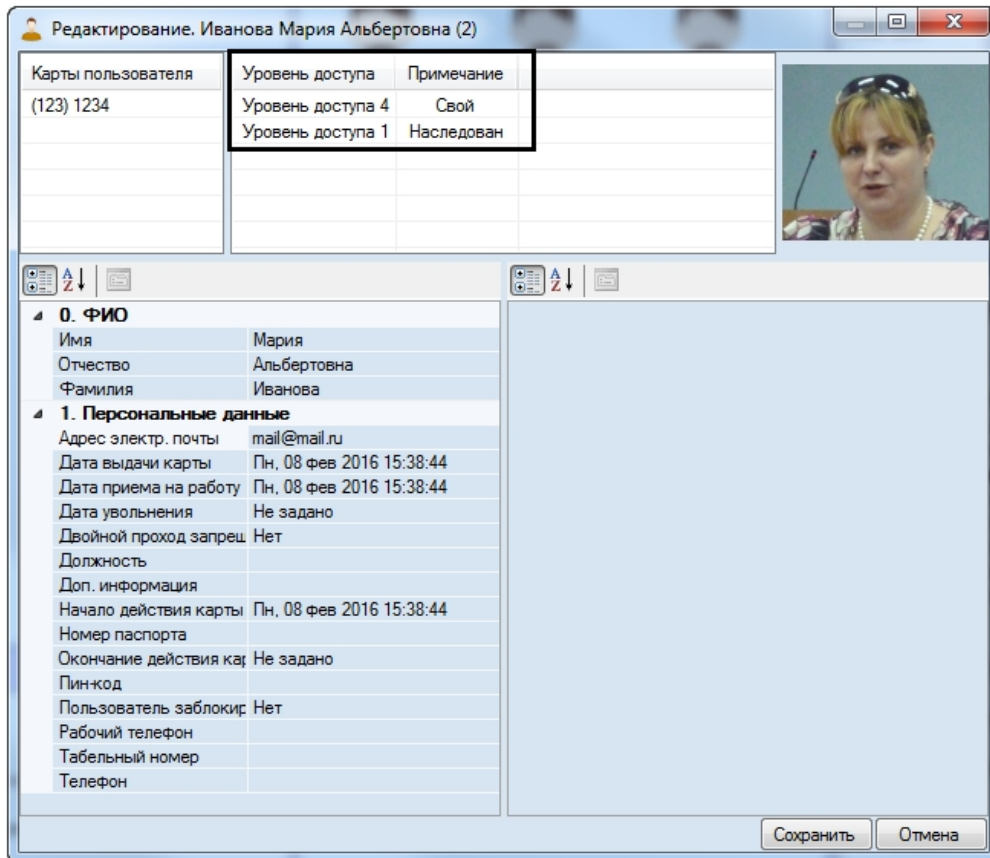 Редактирование. Иванова Мария Альбертовна (2)
Карты пользователя Уровень доступа Примечание
(123) 1234 Уровень доступа 4 Свой
Уровень доступа 1 Наследован
0. ФИО
Имя Мария
Отчество Альбертовна
Фамилия Иванова
1. Персональные данные
Адрес электр. почты mail@mail.ru
Дата выдачи карты Пн, 08 фев 2016 15:38:44
Дата приема на работу Пн, 08 фев 2016 15:38:44
Дата увольнения Не задано
Двойной проход запрещ Нет
Должность
Доп. информация
Начало действия карты Пн, 08 фев 2016 15:38:44
Номер паспорта
Окончание действия кар Не задано
Пин-код
Пользователь заблокир Нет
Рабочий телефон
Табельный номер
Телефон
Сохранить Отмена